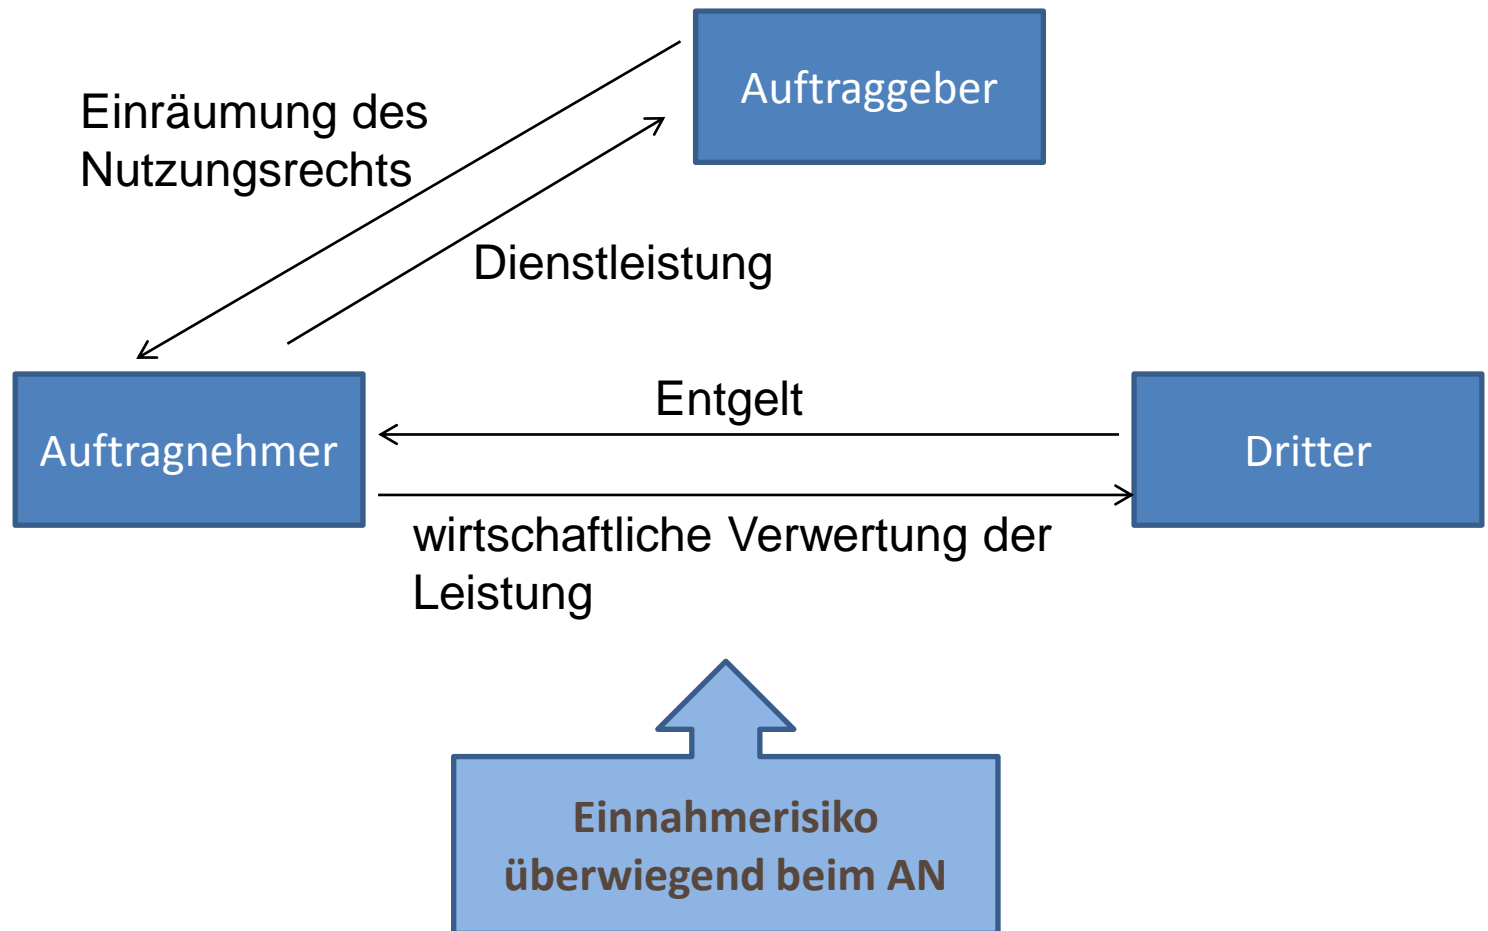 Auftraggeber
Einräumung des
Nutzungsrechts
Dienstleistung
Entgelt
Auftragnehmer
Dritter
wirtschaftliche Verwertung der
Leistung
Einnahmerisiko
überwiegend beim AN